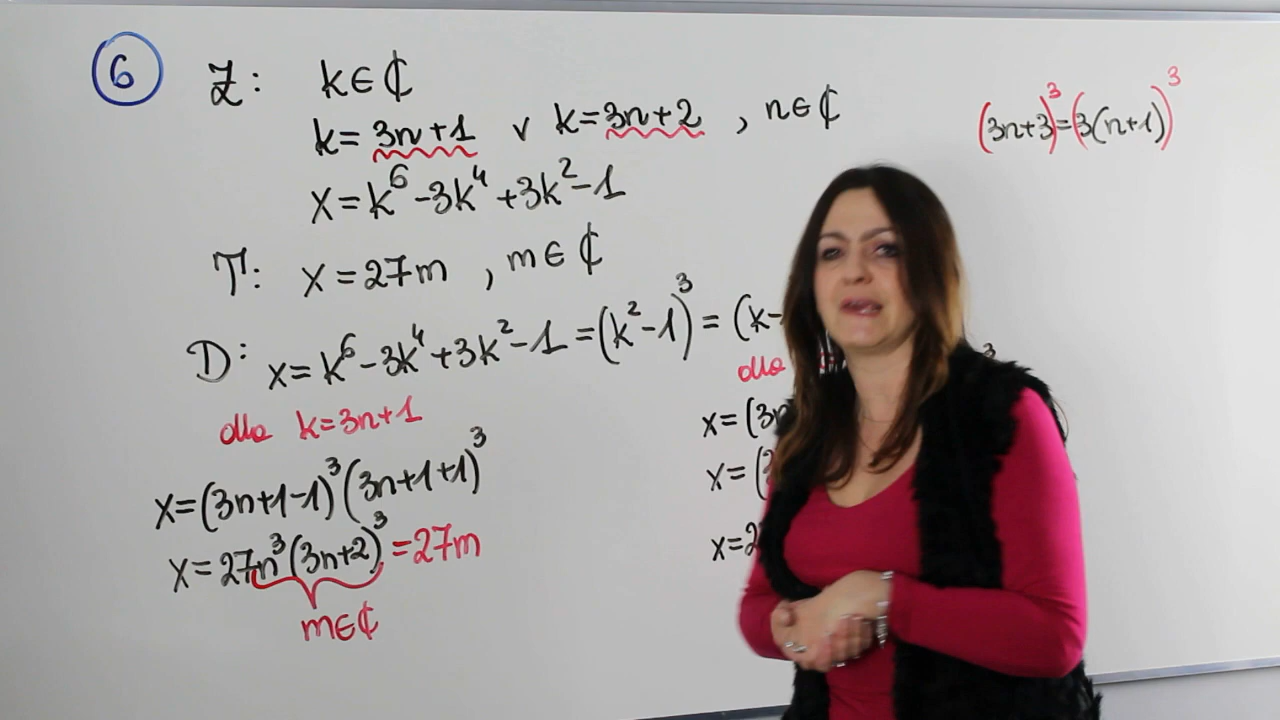 6
Z: k∈ℂ
k=3n+1 ∨ k=3n+2, n∈ℂ
x=k⁶-3k⁴+3k²-1
T: x=27m, m∈ℂ
D: x=k⁶-3k⁴+3k²-1=(k²-1)³=(k-
dla k=3n+1
x=(3n+1-1)³(3n+1+1)³
x=27n³(3n+2)³=27m
m∈ℂ
(3n+3)³=(3(n+1))³
dla
x=(3n
x=(3
x=2